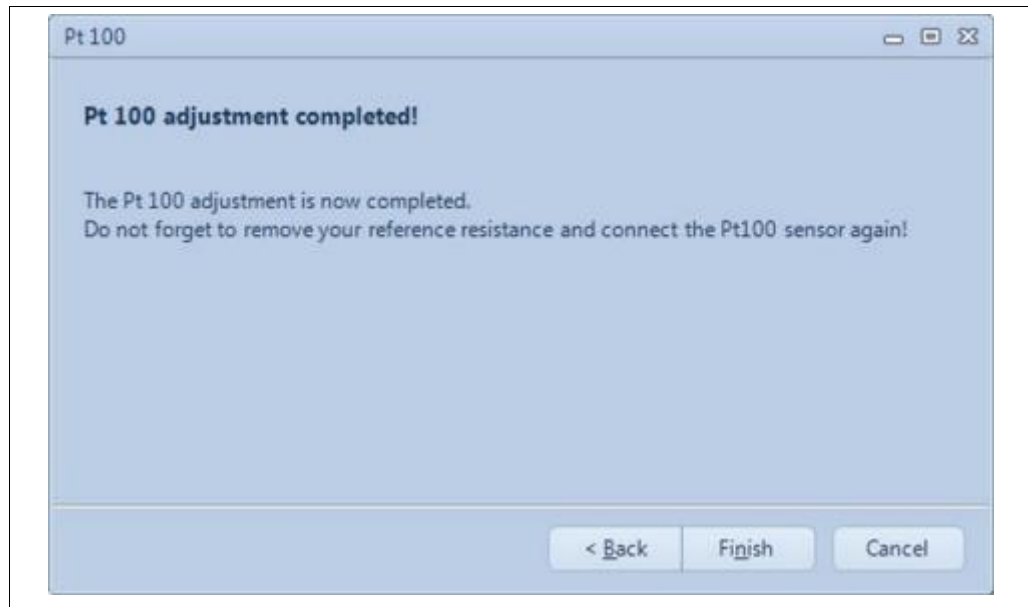 Pt 100
Pt 100 adjustment completed!
The Pt 100 adjustment is now completed.
Do not forget to remove your reference resistance and connect the Pt100 sensor again!
< Back
Finish
Cancel